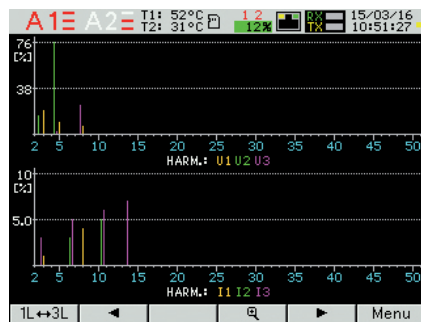 A1 A2 T1: 52°C 1 2 RX 15/03/16
T2: 31°C 12% TX 10:51:27
76
[%]
38
2 5 10 15 20 25 30 35 40 45 50
HARM.: U1 U2 U3
10
[%]
5.0
2 5 10 15 20 25 30 35 40 45 50
HARM.: I1 I2 I3
1L↔3L ◄ ► Menu